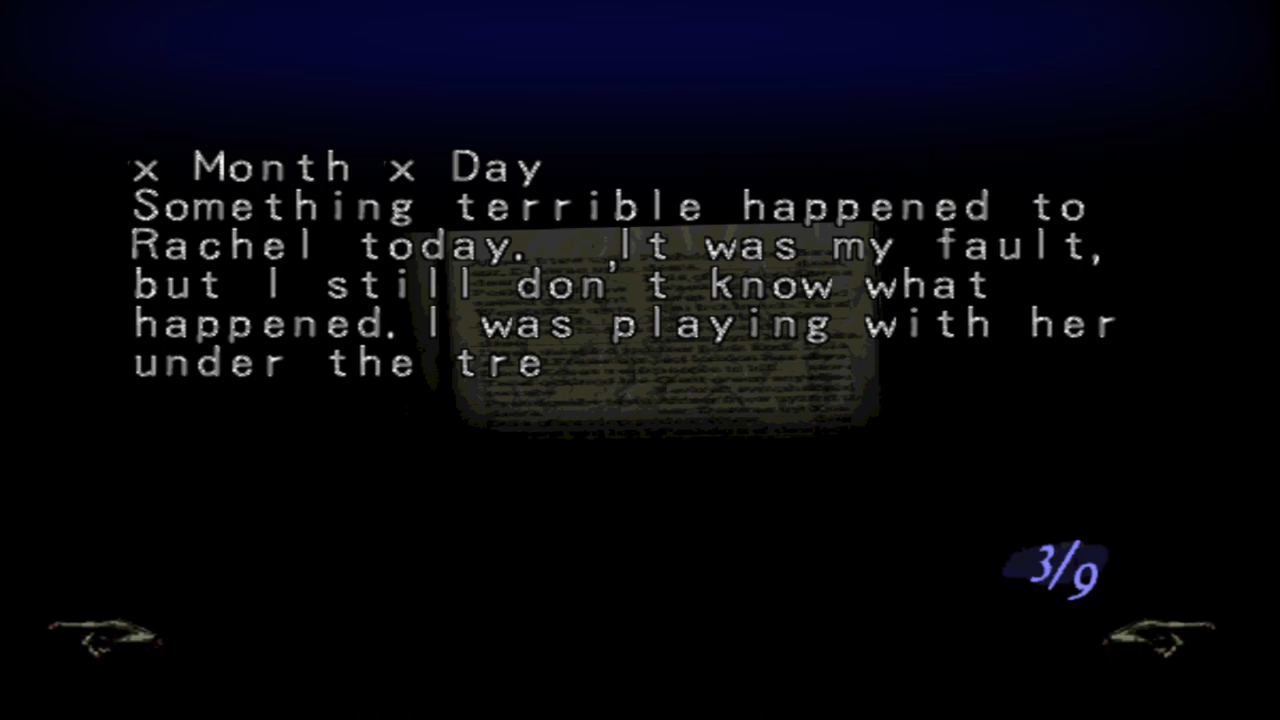 x Month x Day
Something terrible happened to
Rachel today. It was my fault,
but I still don't know what
happened. I was playing with her
under the tre
3/9